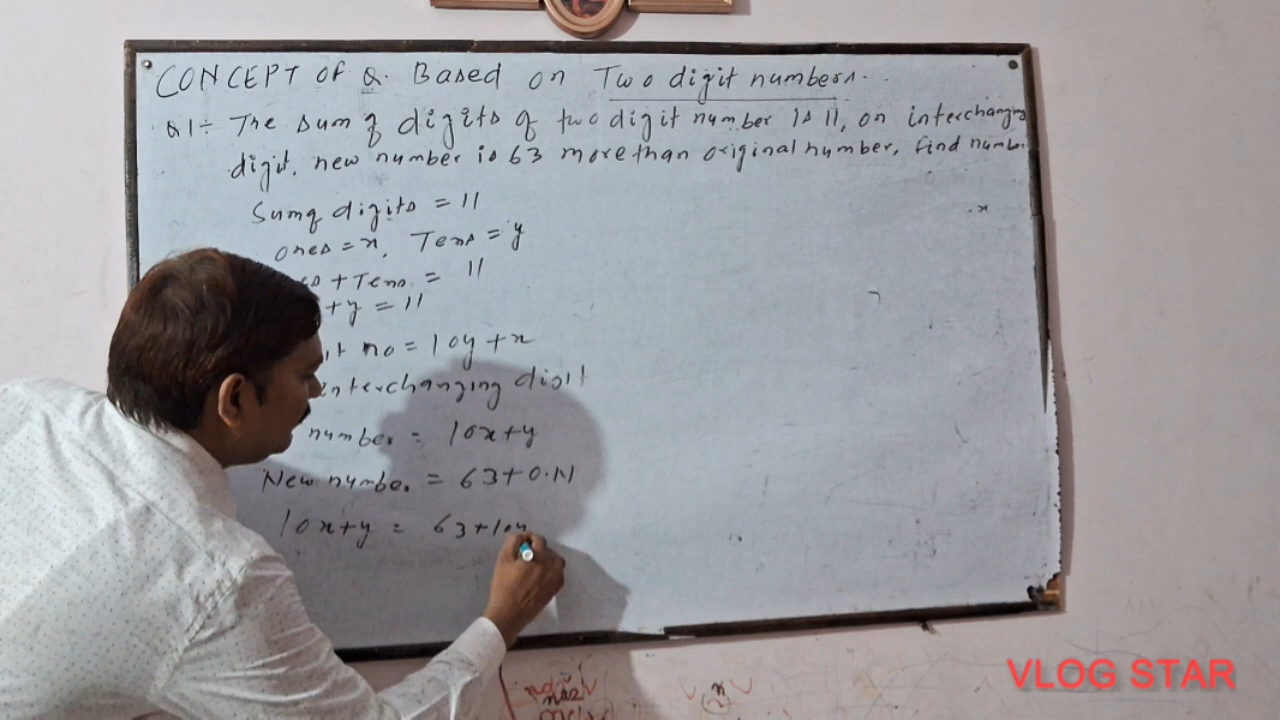 CONCEPT OF Q. Based on Two digit numbers.
Q1÷ The sum of digits of two digit number is 11, on interchanging
digit, new number is 63 more than original number, find number
Sum of digits = 11
ones = x, Tens = y
+ Tens = 11
+ y = 11
no = 10y + x
interchanging digit
number = 10x+y
New number = 63+0.N
10x+y = 63+10y
x
VLOG STAR